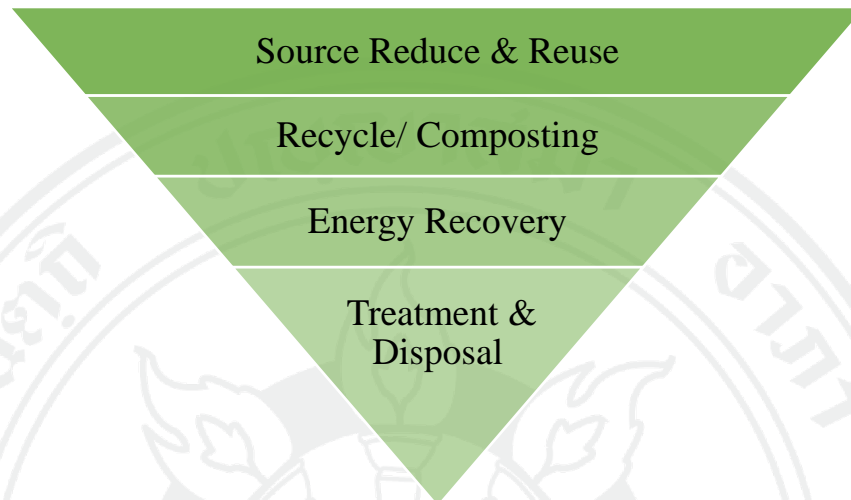 Source Reduce & Reuse
Recycle/ Composting
Energy Recovery
Treatment &
Disposal